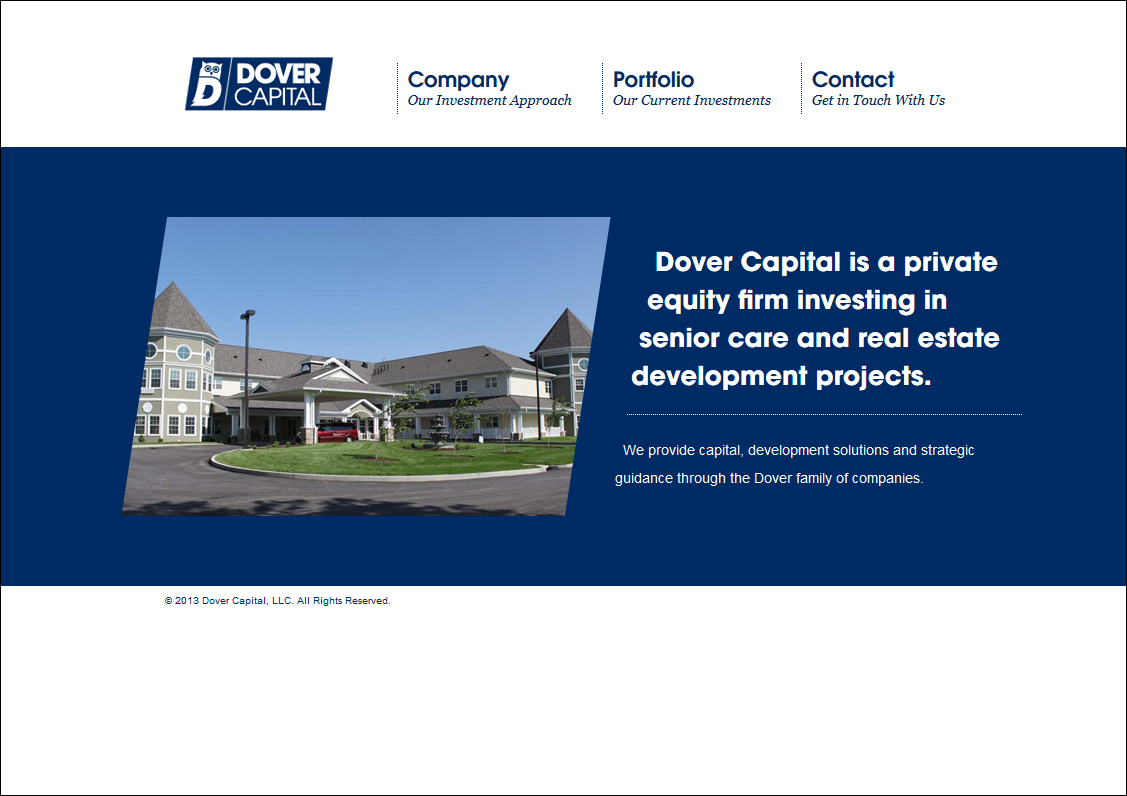 DOVER
CAPITAL
Company
Our Investment Approach
Portfolio
Our Current Investments
Contact
Get in Touch With Us
Dover Capital is a private
equity firm investing in
senior care and real estate
development projects.
We provide capital, development solutions and strategic
guidance through the Dover family of companies.
© 2013 Dover Capital, LLC. All Rights Reserved.